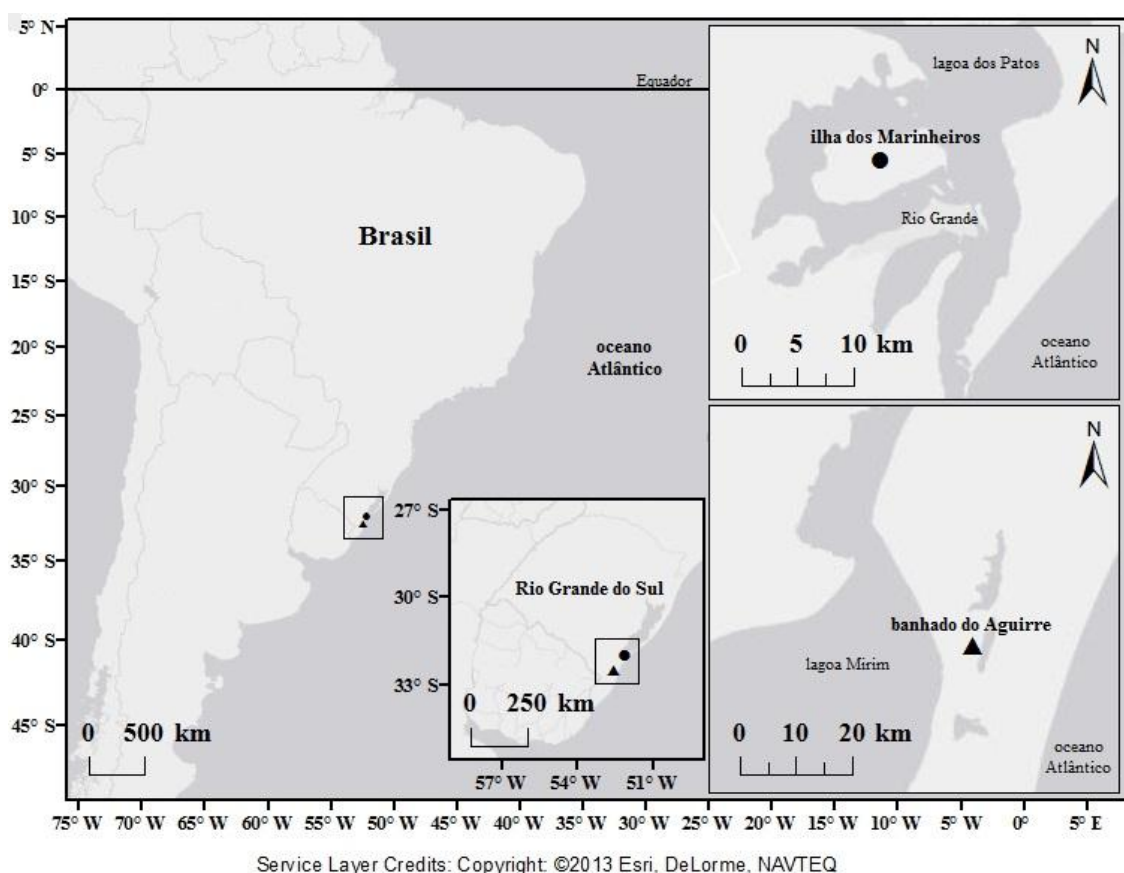 5° N
0°
5° S
10° S
15° S
20° S
25° S
30° S
35° S
40° S
45° S
Equador
Brasil
oceano
Atlântico
0 500 km
27° S
30° S
33° S
Rio Grande do Sul
0 250 km
57° W 54° W 51° W
N
lagoa dos Patos
ilha dos Marinheiros
Rio Grande
0 5 10 km
oceano
Atlântico
N
banhado do Aguirre
lagoa Mirim
0 10 20 km
oceano
Atlântico
75° W 70° W 65° W 60° W 55° W 50° W 45° W 40° W 35° W 30° W 25° W 20° W 15° W 10° W 5° W 0° 5° E
Service Layer Credits: Copyright: ©2013 Esri, DeLorme, NAVTEQ